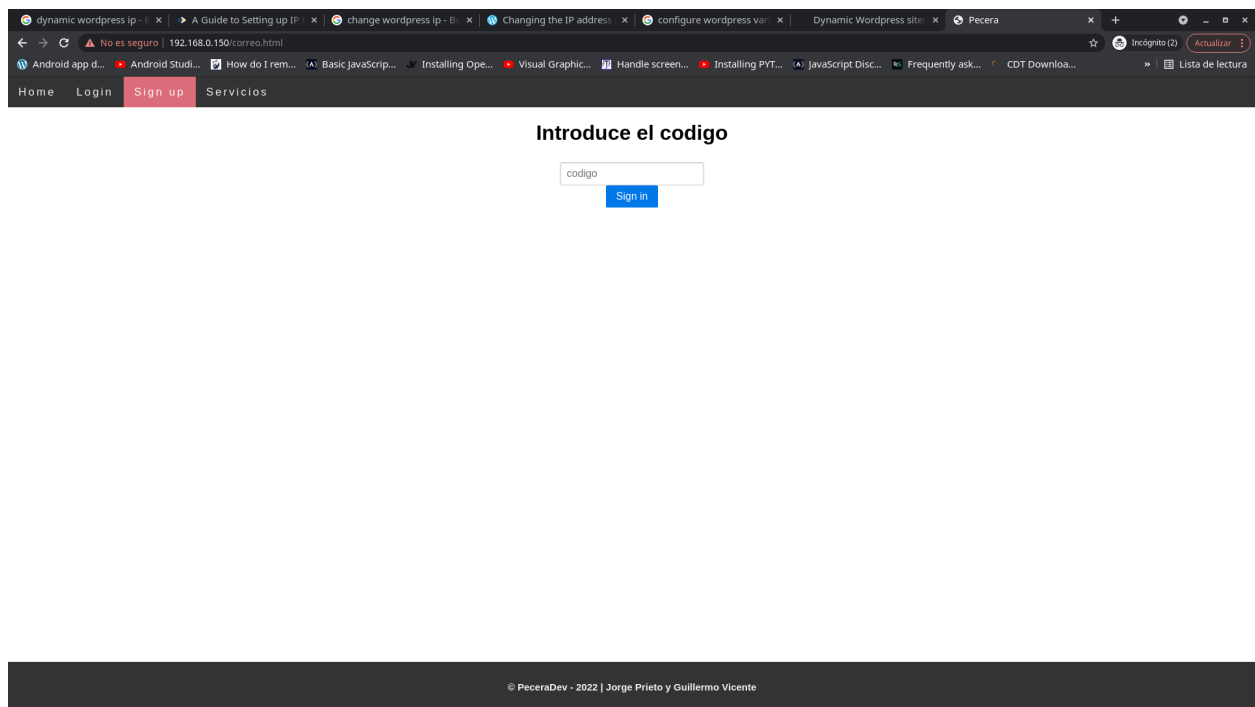 dynamic wordpress ip - B
A Guide to Setting up IP
change wordpress ip - Bu
Changing the IP address
configure wordpress vari
Dynamic Wordpress site
Pecera
No es seguro | 192.168.0.150/correo.html
Incógnito (2)
Actualizar
Android app d...
Android Studi...
How do I rem...
Basic JavaScrip...
Installing Ope...
Visual Graphic...
Handle screen...
Installing PYT...
JavaScript Disc...
Frequently ask...
CDT Downloa...
»
Lista de lectura
Home Login Sign up Servicios
Introduce el codigo
codigo
Sign in
© PeceraDev - 2022 | Jorge Prieto y Guillermo Vicente